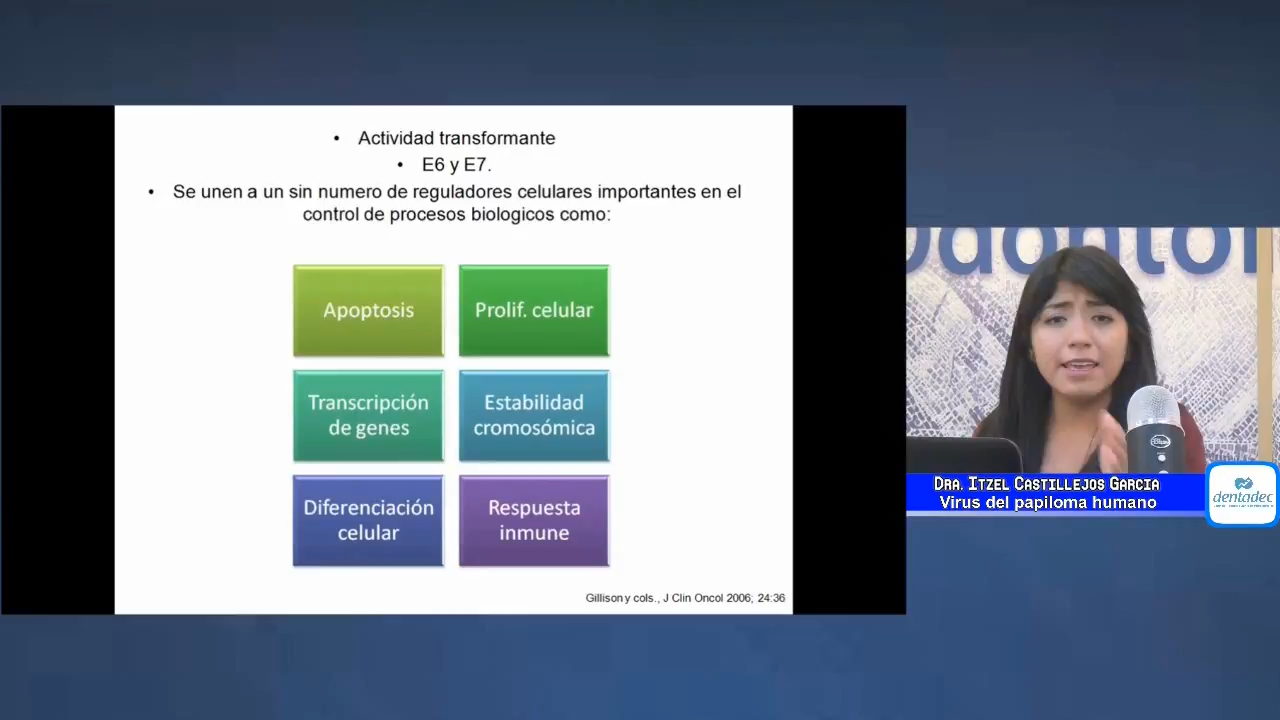 • Actividad transformante
• E6 y E7.
• Se unen a un sin numero de reguladores celulares importantes en el
control de procesos biologicos como:
Apoptosis
Prolif. celular
Transcripción
de genes
Estabilidad
cromosómica
Diferenciación
celular
Respuesta
inmune
Gillison y cols., J Clin Oncol 2006; 24:36
Odontol
Blue
DRA. ITZEL CASTILLEJOS GARCIA
Virus del papiloma humano
dentadec